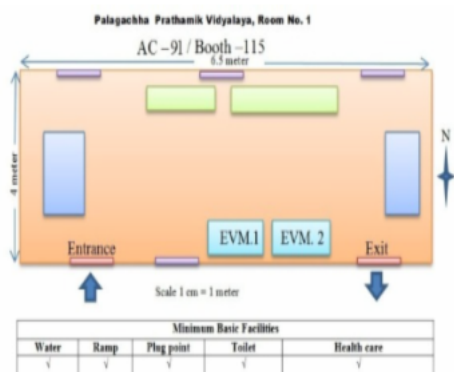 Palagachha Prathamik Vidyalaya, Room No. 1
AC -91 / Booth -115
6.5 meter
4 meter
N
EVM.1 EVM. 2
Entrance Exit
Scale 1 cm = 1 meter
Minimum Basic Facilities
Water Ramp Plug point Toilet Health care
√ √ √ √ √